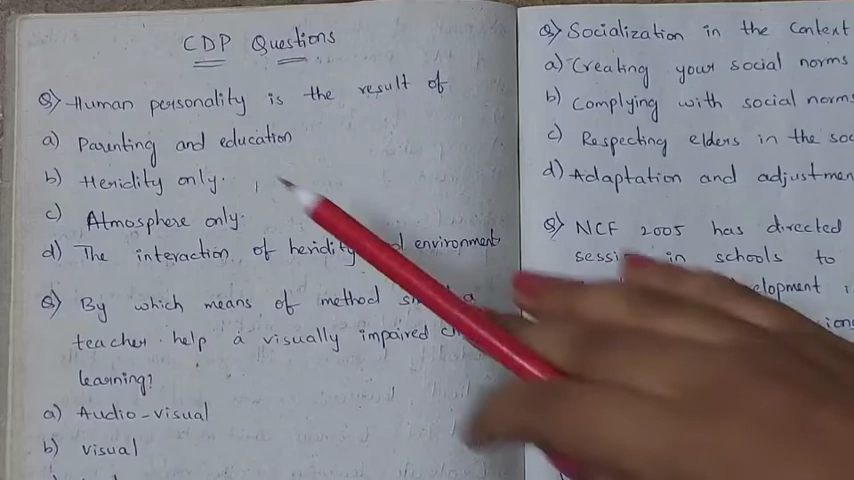 CDP Questions
Q> Human personality is the result of
a) Parenting and education
b) Heridity only.
c) Atmosphere only.
d) The interaction of heridity environment
Q> By which means of method a
teacher help a visually impaired
learning?
a) Audio-visual
b) visual
Q> Socialization in the context
a) Creating your social norms
b) Complying with social norms
c) Respecting elders in the
d) Adaptation and
Q> NCF 2005 has directed
in schools to